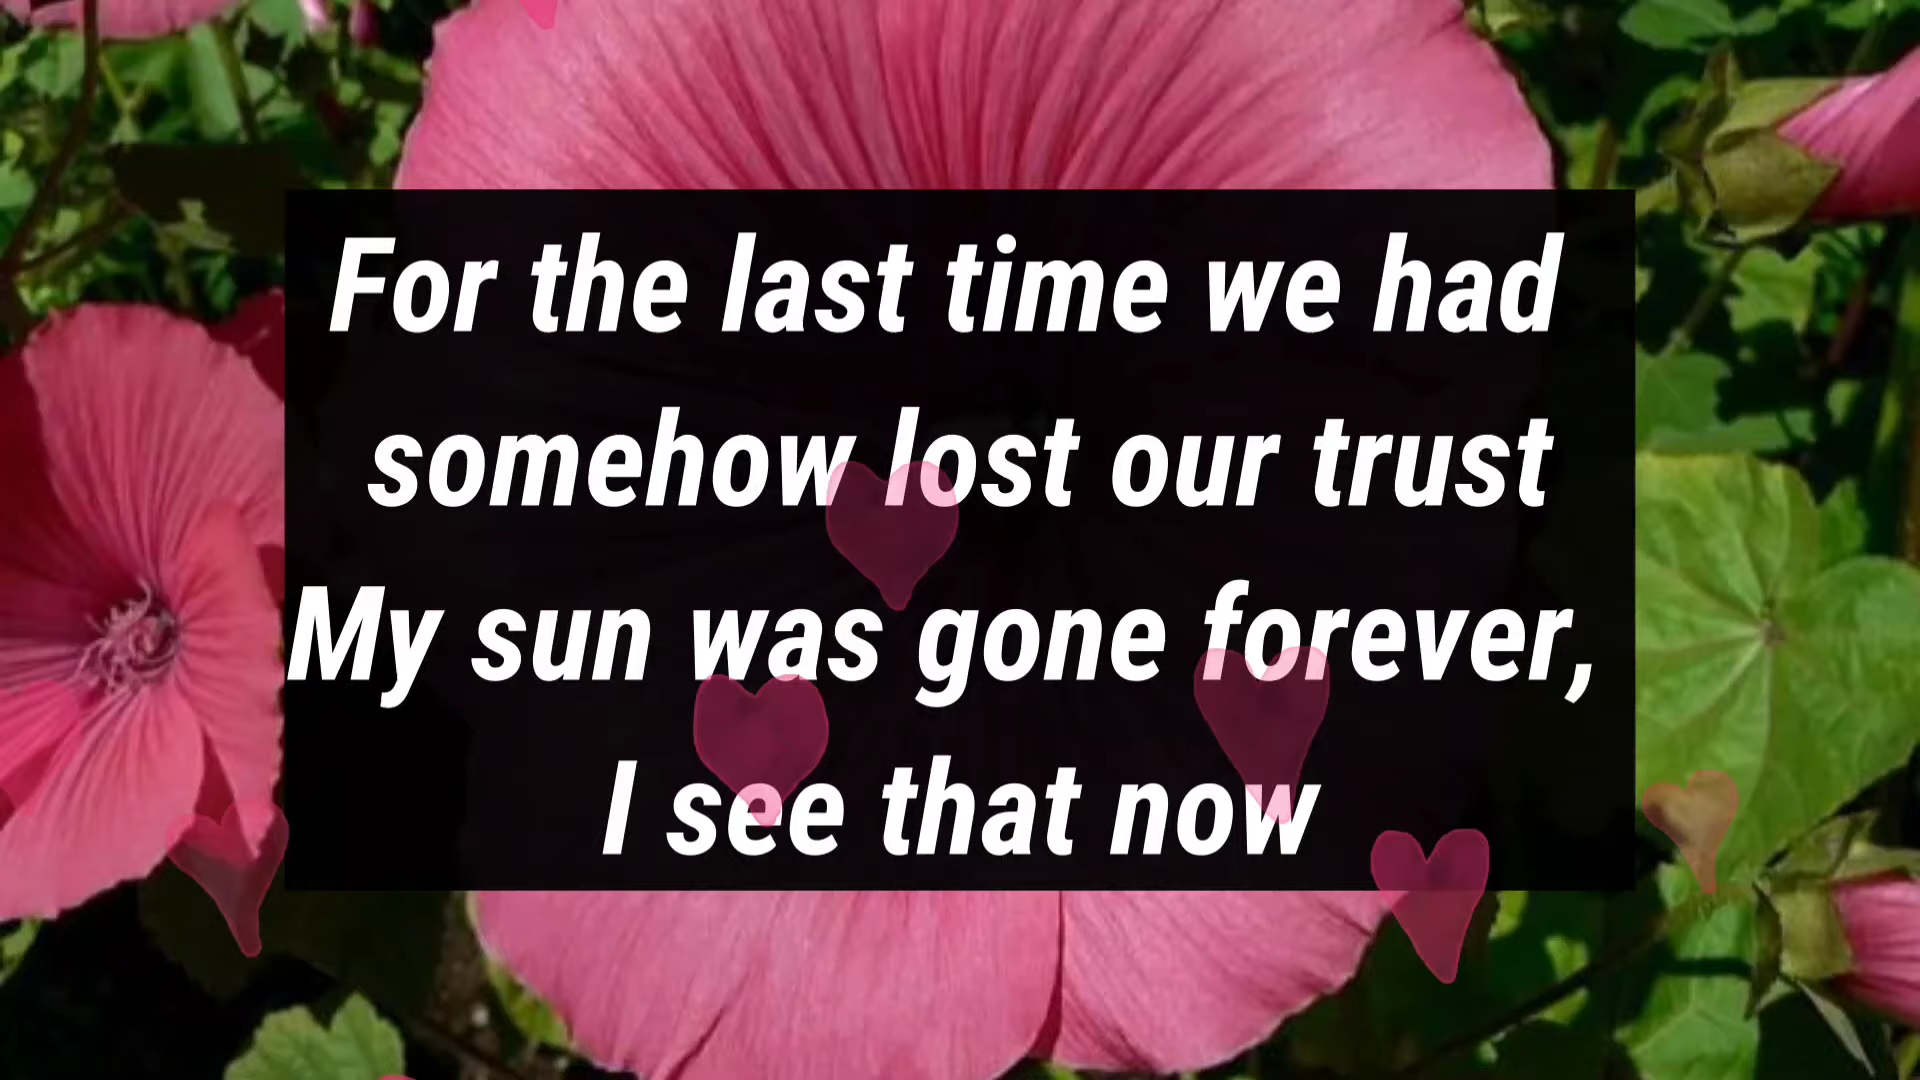 For the last time we had
somehow lost our trust
My sun was gone forever,
I see that now